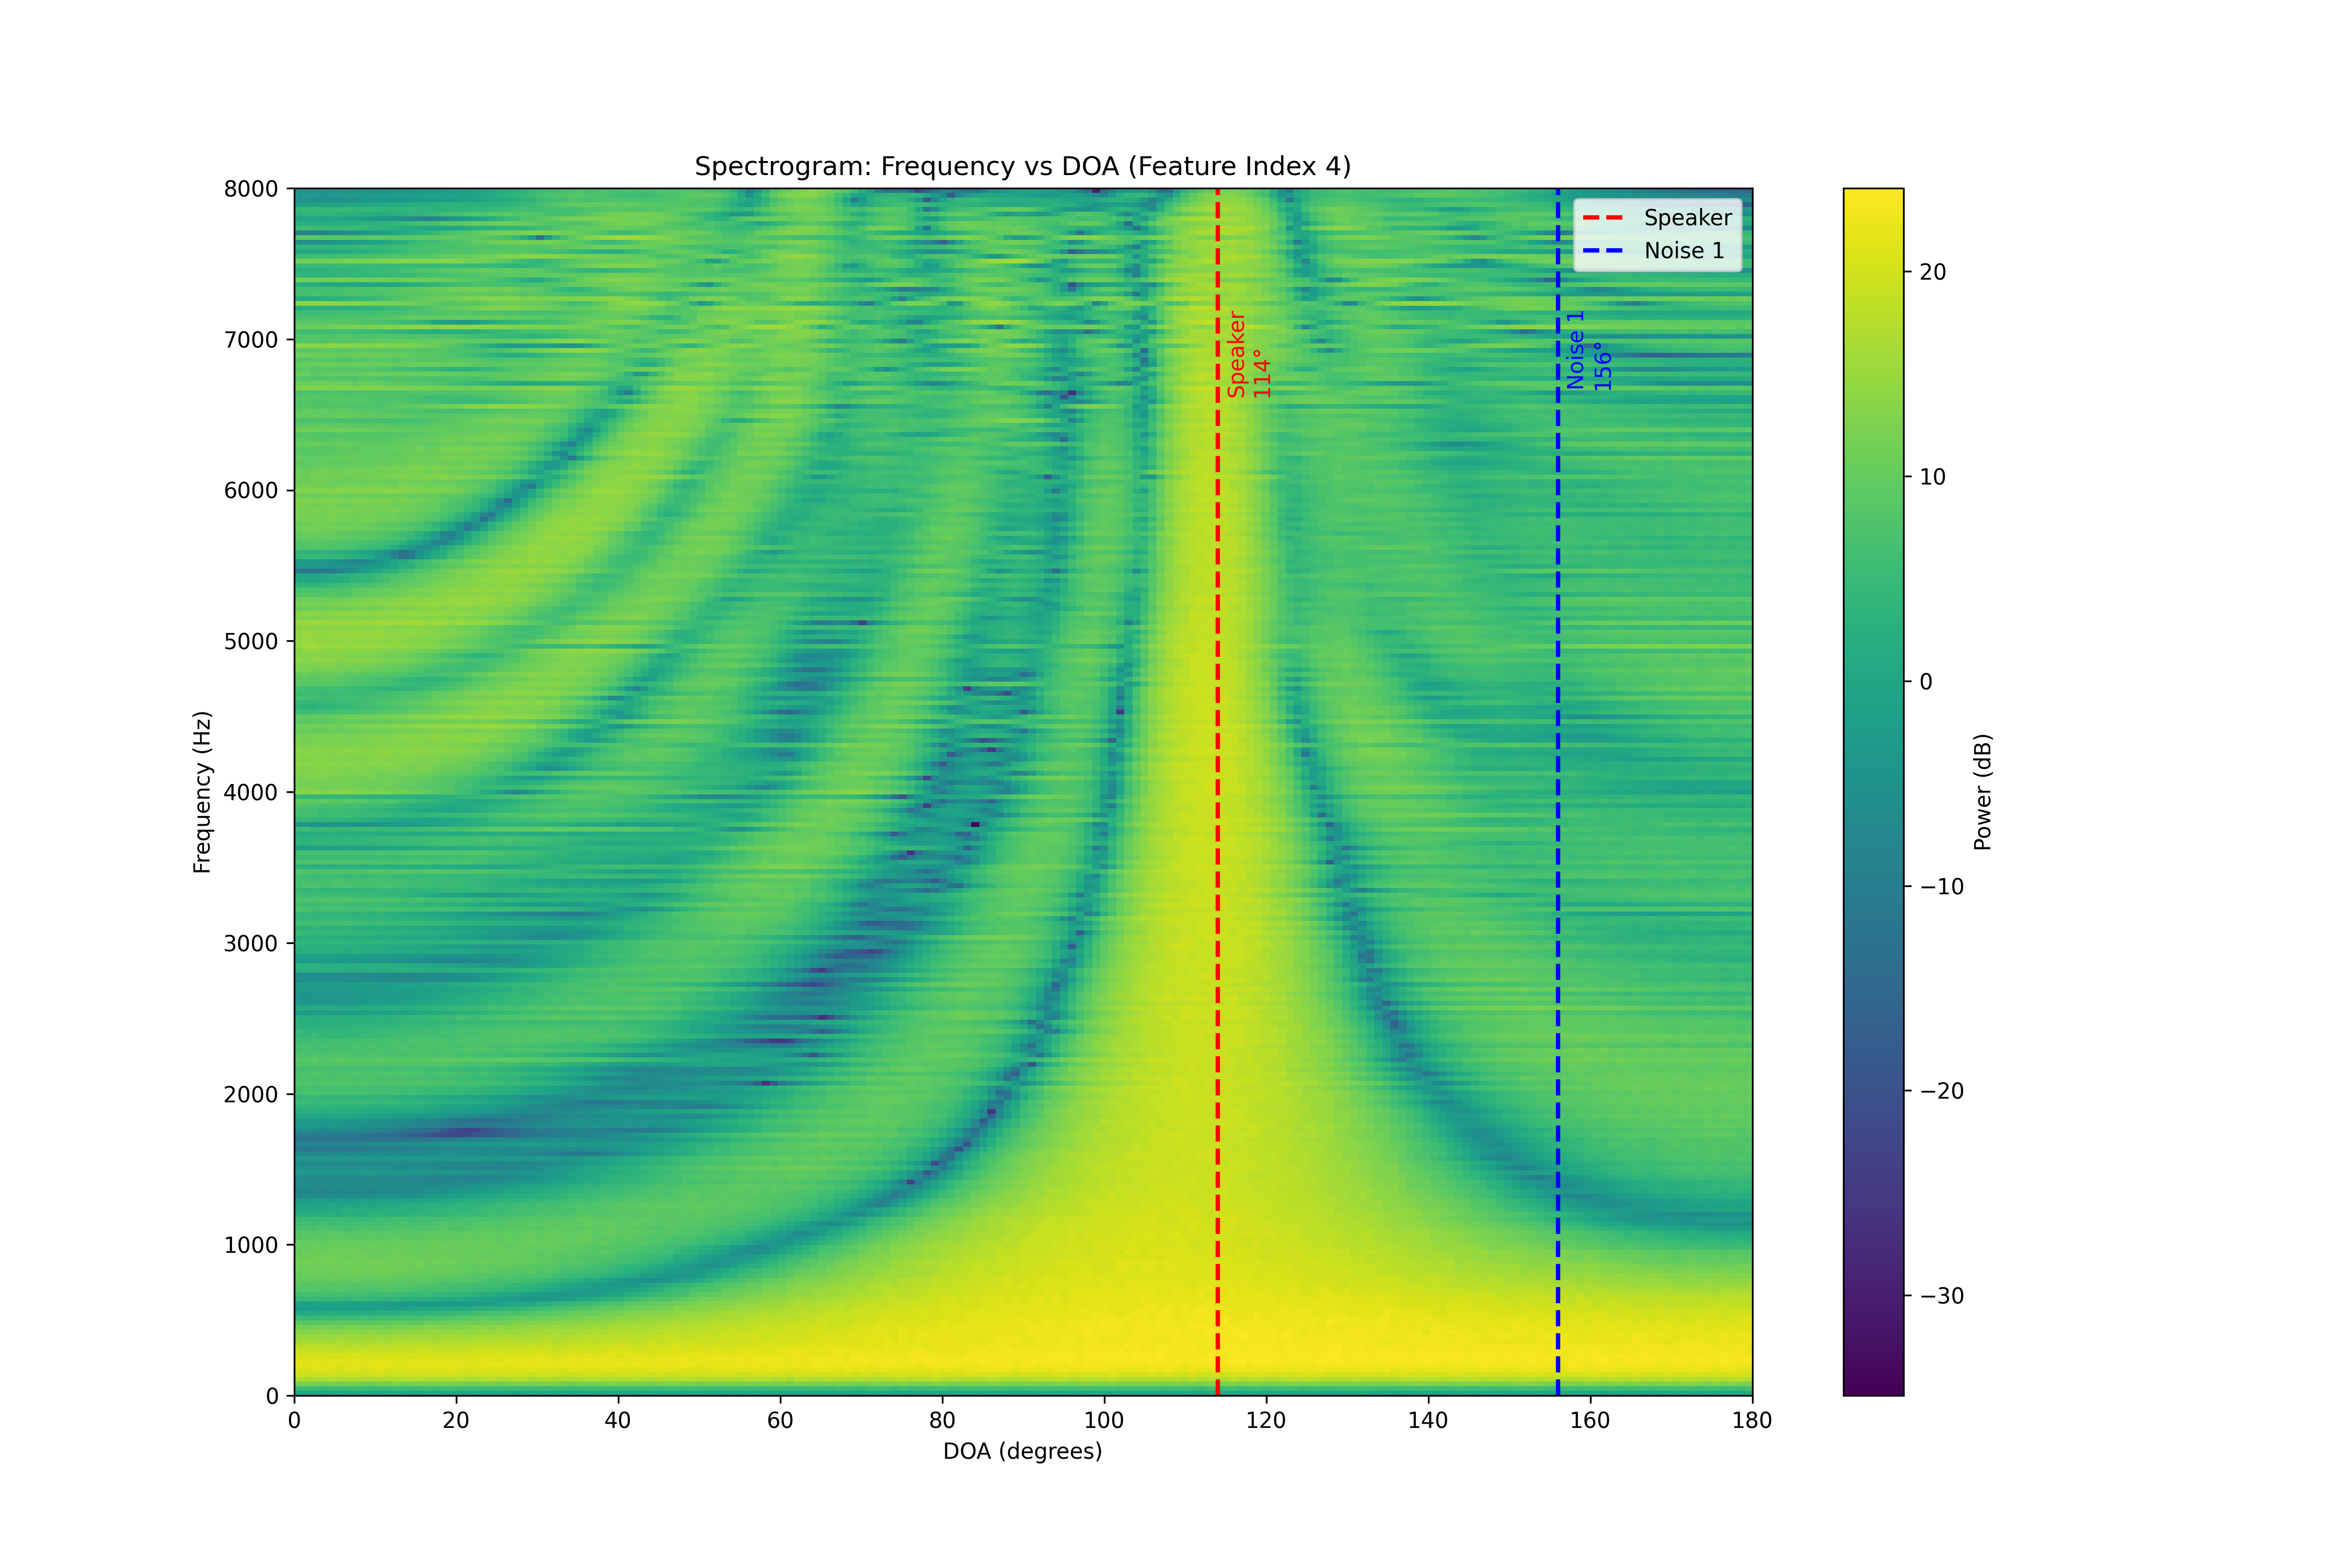 Spectrogram: Frequency vs DOA (Feature Index 4)
8000
7000
6000
5000
4000
3000
2000
1000
0
Frequency (Hz)
0 20 40 60 80 100 120 140 160 180
DOA (degrees)
Speaker
Noise 1
Speaker
114°
Noise 1
156°
20
10
0
−10
−20
−30
Power (dB)